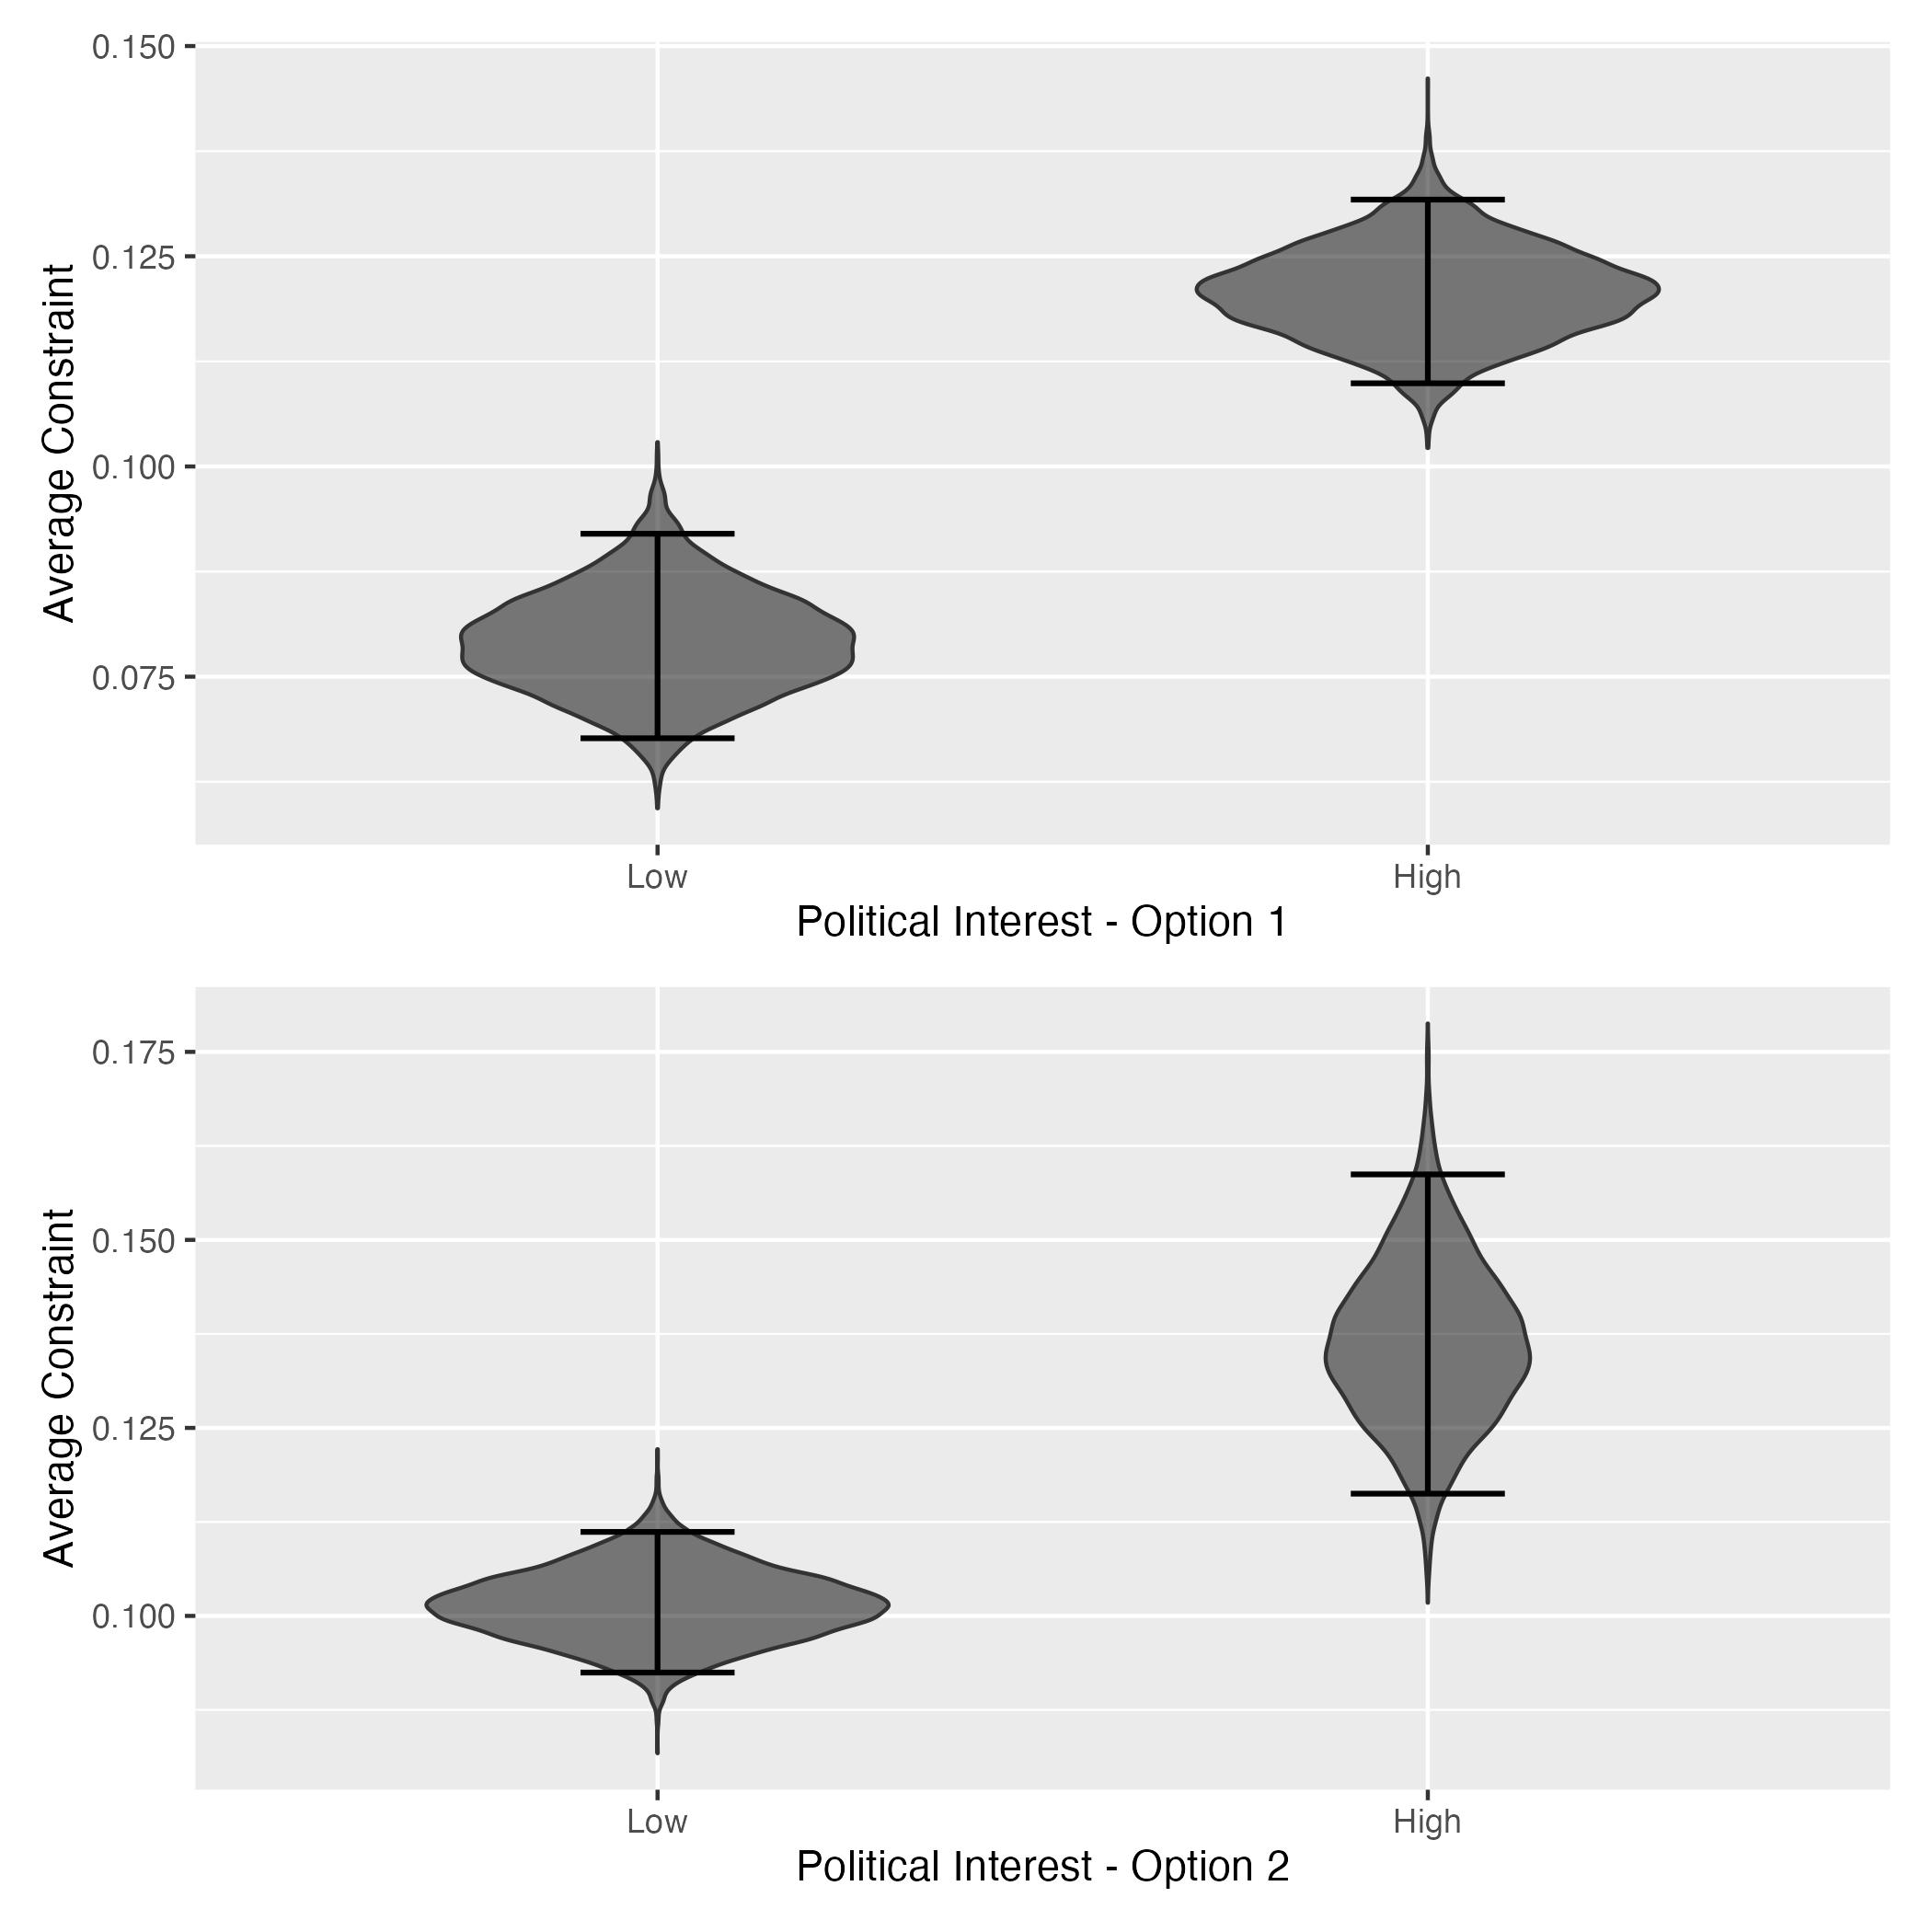 0.150
0.125
0.100
0.075
Average Constraint
Low High
Political Interest - Option 1
0.175
0.150
0.125
0.100
Average Constraint
Low High
Political Interest - Option 2